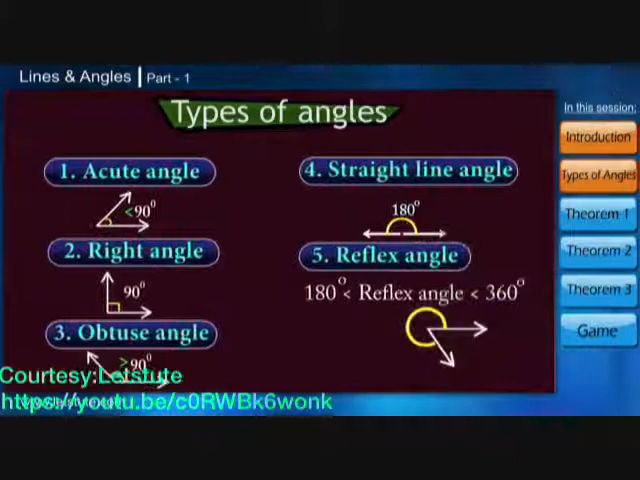 Lines & Angles | Part - 1
Types of angles
In this session:
Introduction
Types of Angles
Theorem 1
Theorem 2
Theorem 3
Game
1. Acute angle
<90°
2. Right angle
90°
3. Obtuse angle
>90°
4. Straight line angle
180°
5. Reflex angle
180° < Reflex angle < 360°
Courtesy:Letstute
https://youtu.be/c0RWBk6wonk